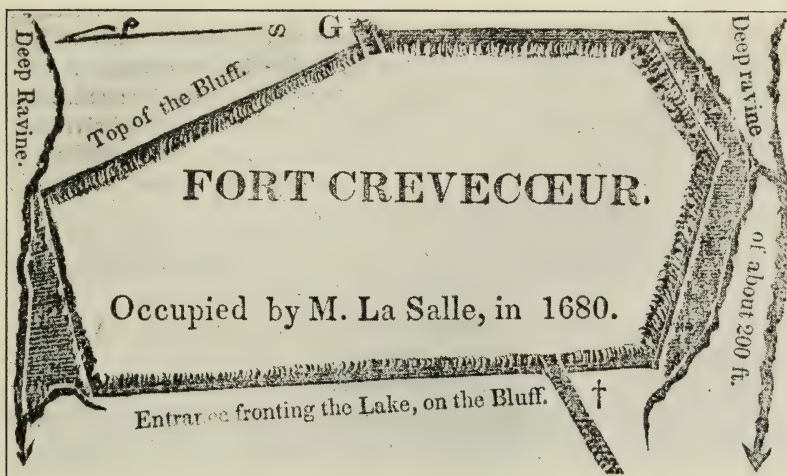 S
G
Deep Ravine.
Top of the Bluff.
Deep ravine
of about 200 ft.
FORT CREVECŒUR.
Occupied by M. La Salle, in 1680.
Entrance fronting the Lake, on the Bluff. †